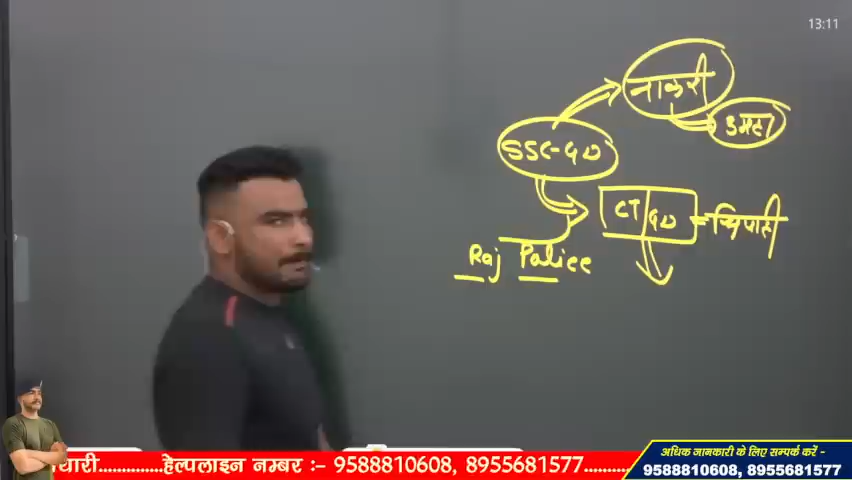 13:11
नाकरी
SSC-GD
CT GD = सिपाही
Raj Police
यारी.............हेल्पलाइन नम्बर :- 9588810608, 8955681577..........
अधिक जानकारी के लिए सम्पर्क करें -
9588810608, 8955681577